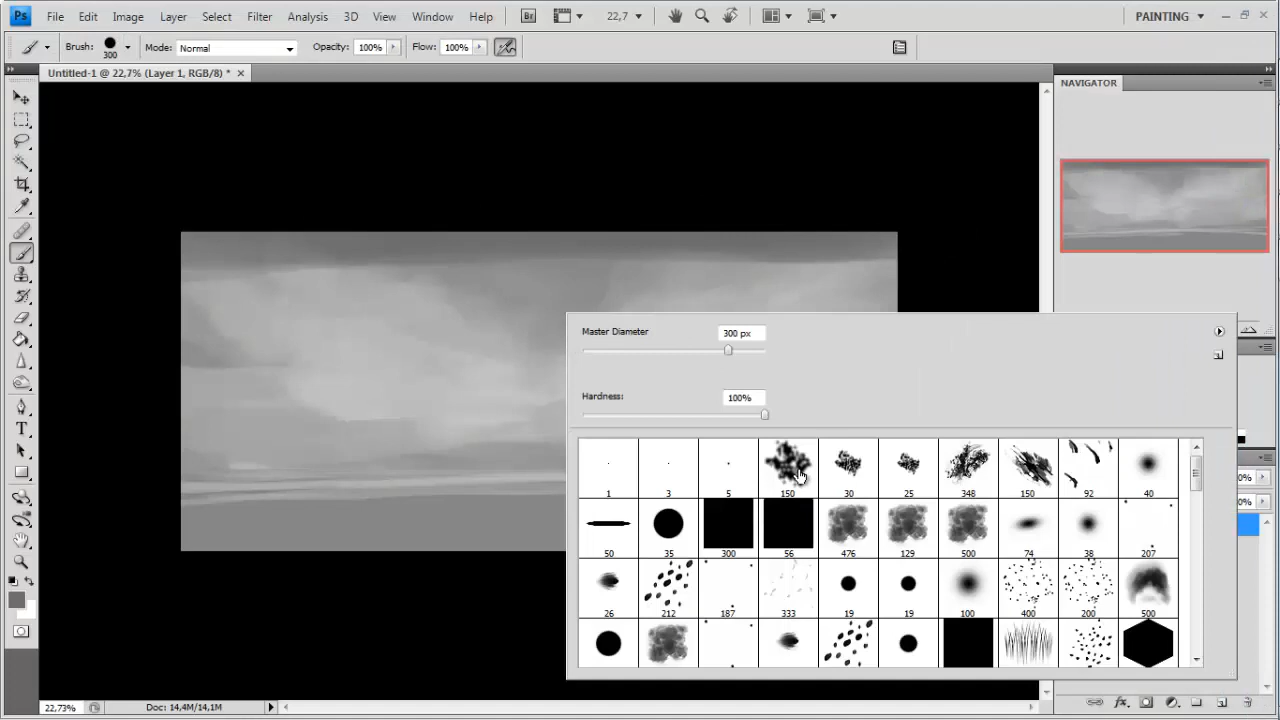 Ps File Edit Image Layer Select Filter Analysis 3D View Window Help Br 22,7 PAINTING
Brush: 300 Mode: Normal Opacity: 100% Flow: 100%
Untitled-1 @ 22,7% (Layer 1, RGB/8) *
NAVIGATOR
Master Diameter 300 px
Hardness: 100%
1 3 5 150 30 25 348 150 92 40
50 35 300 56 476 129 500 74 38 207
26 212 187 333 19 19 100 400 200 500
0%
0%
T
22,73% Doc: 14,4M/14,1M
fx